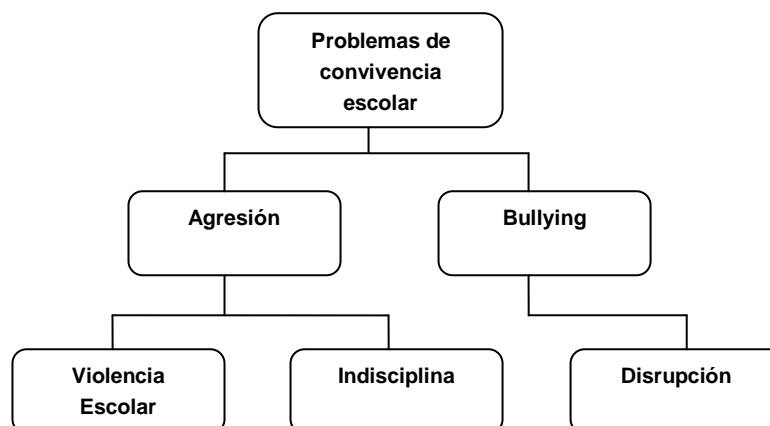 Problemas de
convivencia
escolar
Agresión
Bullying
Violencia
Escolar
Indisciplina
Disrupción